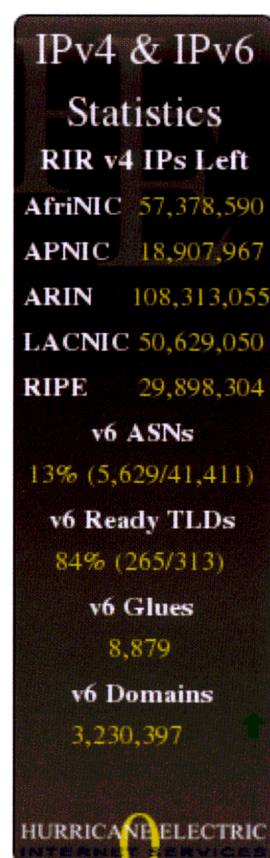 IPv4 & IPv6
Statistics
RIR v4 IPs Left
AfriNIC 57,378,590
APNIC 18,907,967
ARIN 108,313,055
LACNIC 50,629,050
RIPE 29,898,304
v6 ASNs
13% (5,629/41,411)
v6 Ready TLDs
84% (265/313)
v6 Glues
8,879
v6 Domains
3,230,397
0
HURRICANE ELECTRIC
INTERNET SERVICES